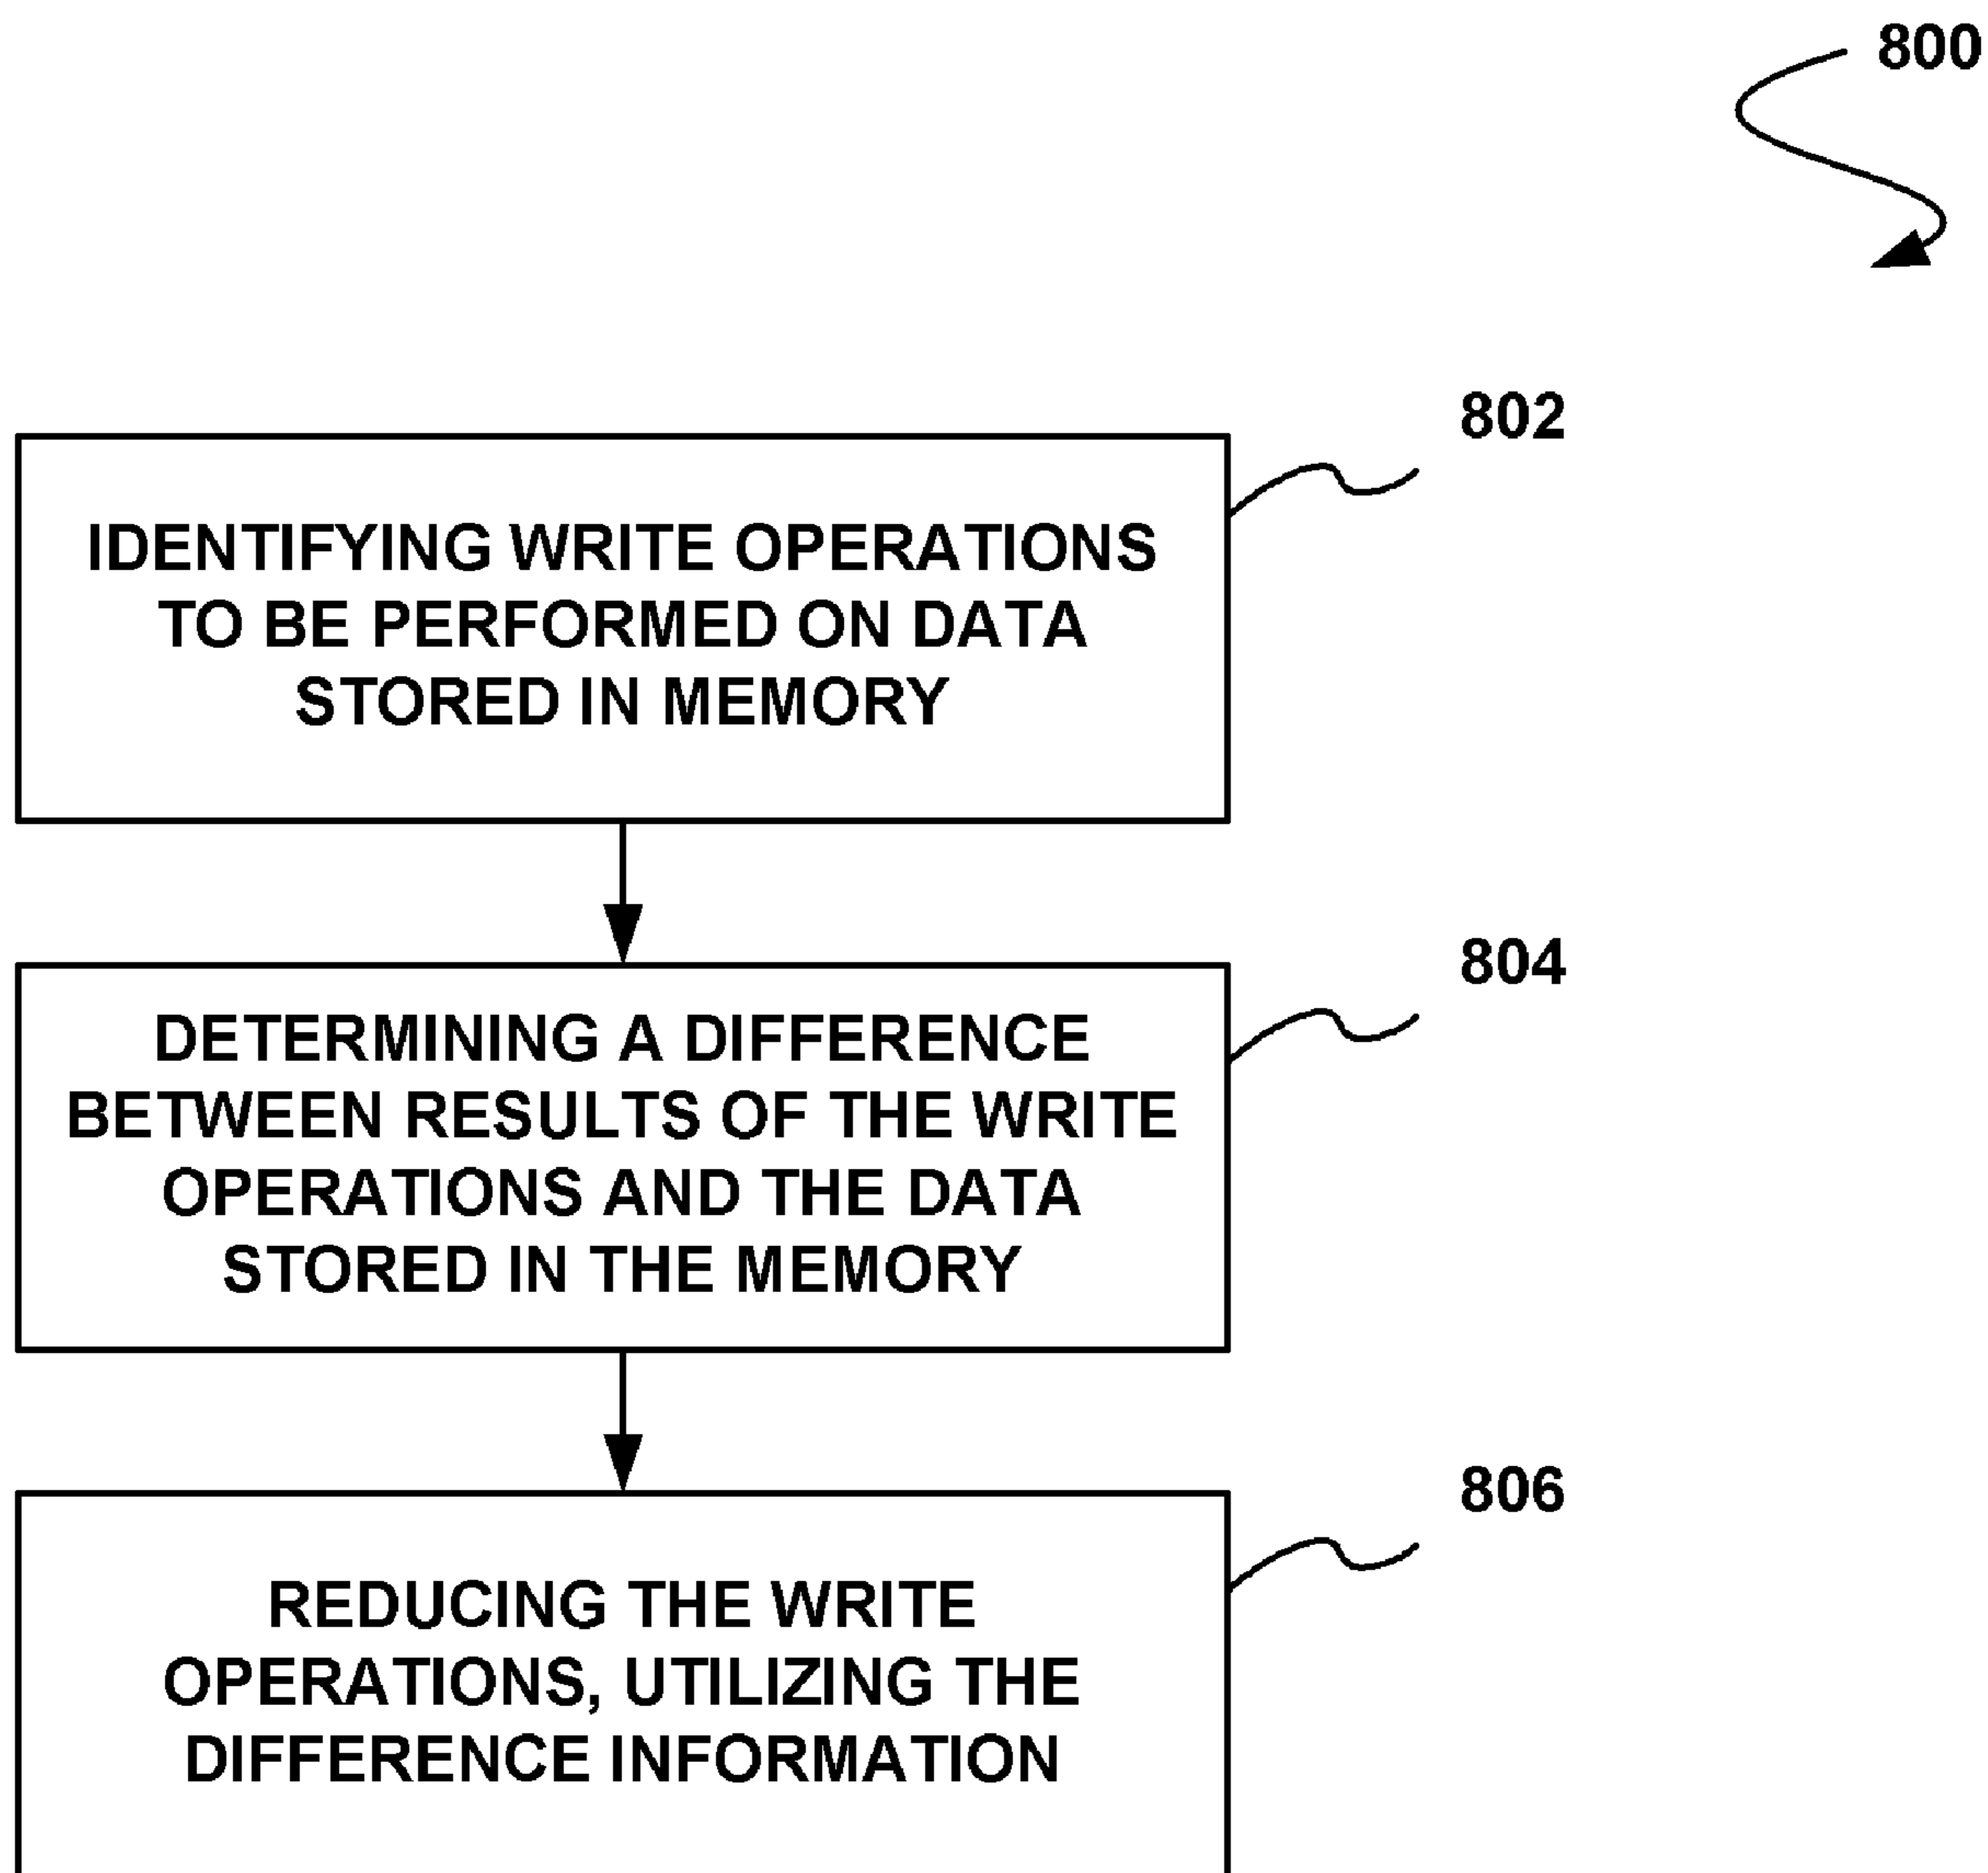 800
802
IDENTIFYING WRITE OPERATIONS
TO BE PERFORMED ON DATA
STORED IN MEMORY
804
DETERMINING A DIFFERENCE
BETWEEN RESULTS OF THE WRITE
OPERATIONS AND THE DATA
STORED IN THE MEMORY
806
REDUCING THE WRITE
OPERATIONS, UTILIZING THE
DIFFERENCE INFORMATION